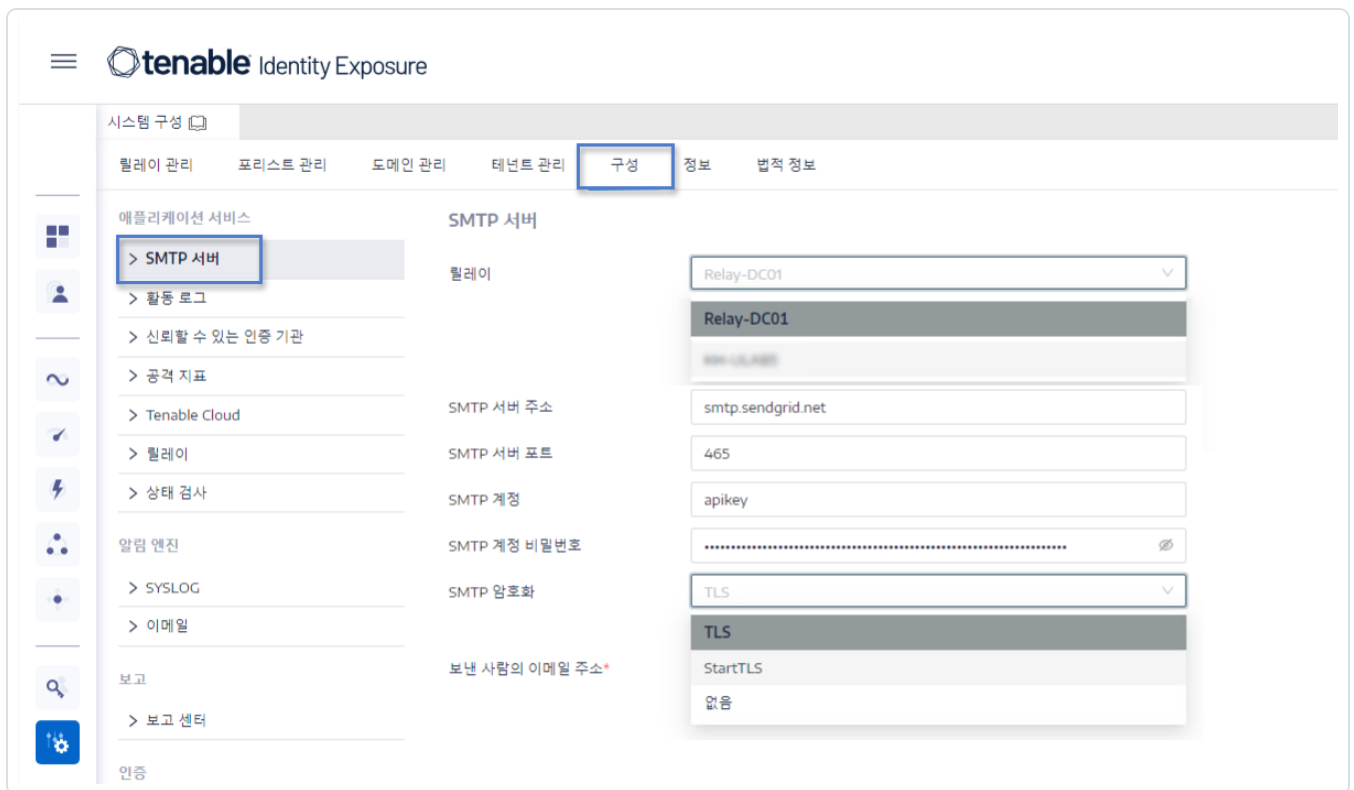 tenable Identity Exposure
시스템 구성
릴레이 관리 포리스트 관리 도메인 관리 테넌트 관리 구성 정보 법적 정보
애플리케이션 서비스
> SMTP 서버
> 활동 로그
> 신뢰할 수 있는 인증 기관
> 공격 지표
> Tenable Cloud
> 릴레이
> 상태 검사
알림 엔진
> SYSLOG
> 이메일
보고
> 보고 센터
인증
SMTP 서버
릴레이
Relay-DC01
Relay-DC01
SMTP 서버 주소
smtp.sendgrid.net
SMTP 서버 포트
465
SMTP 계정
apikey
SMTP 계정 비밀번호
SMTP 암호화
TLS
TLS
StartTLS
없음
보낸 사람의 이메일 주소*